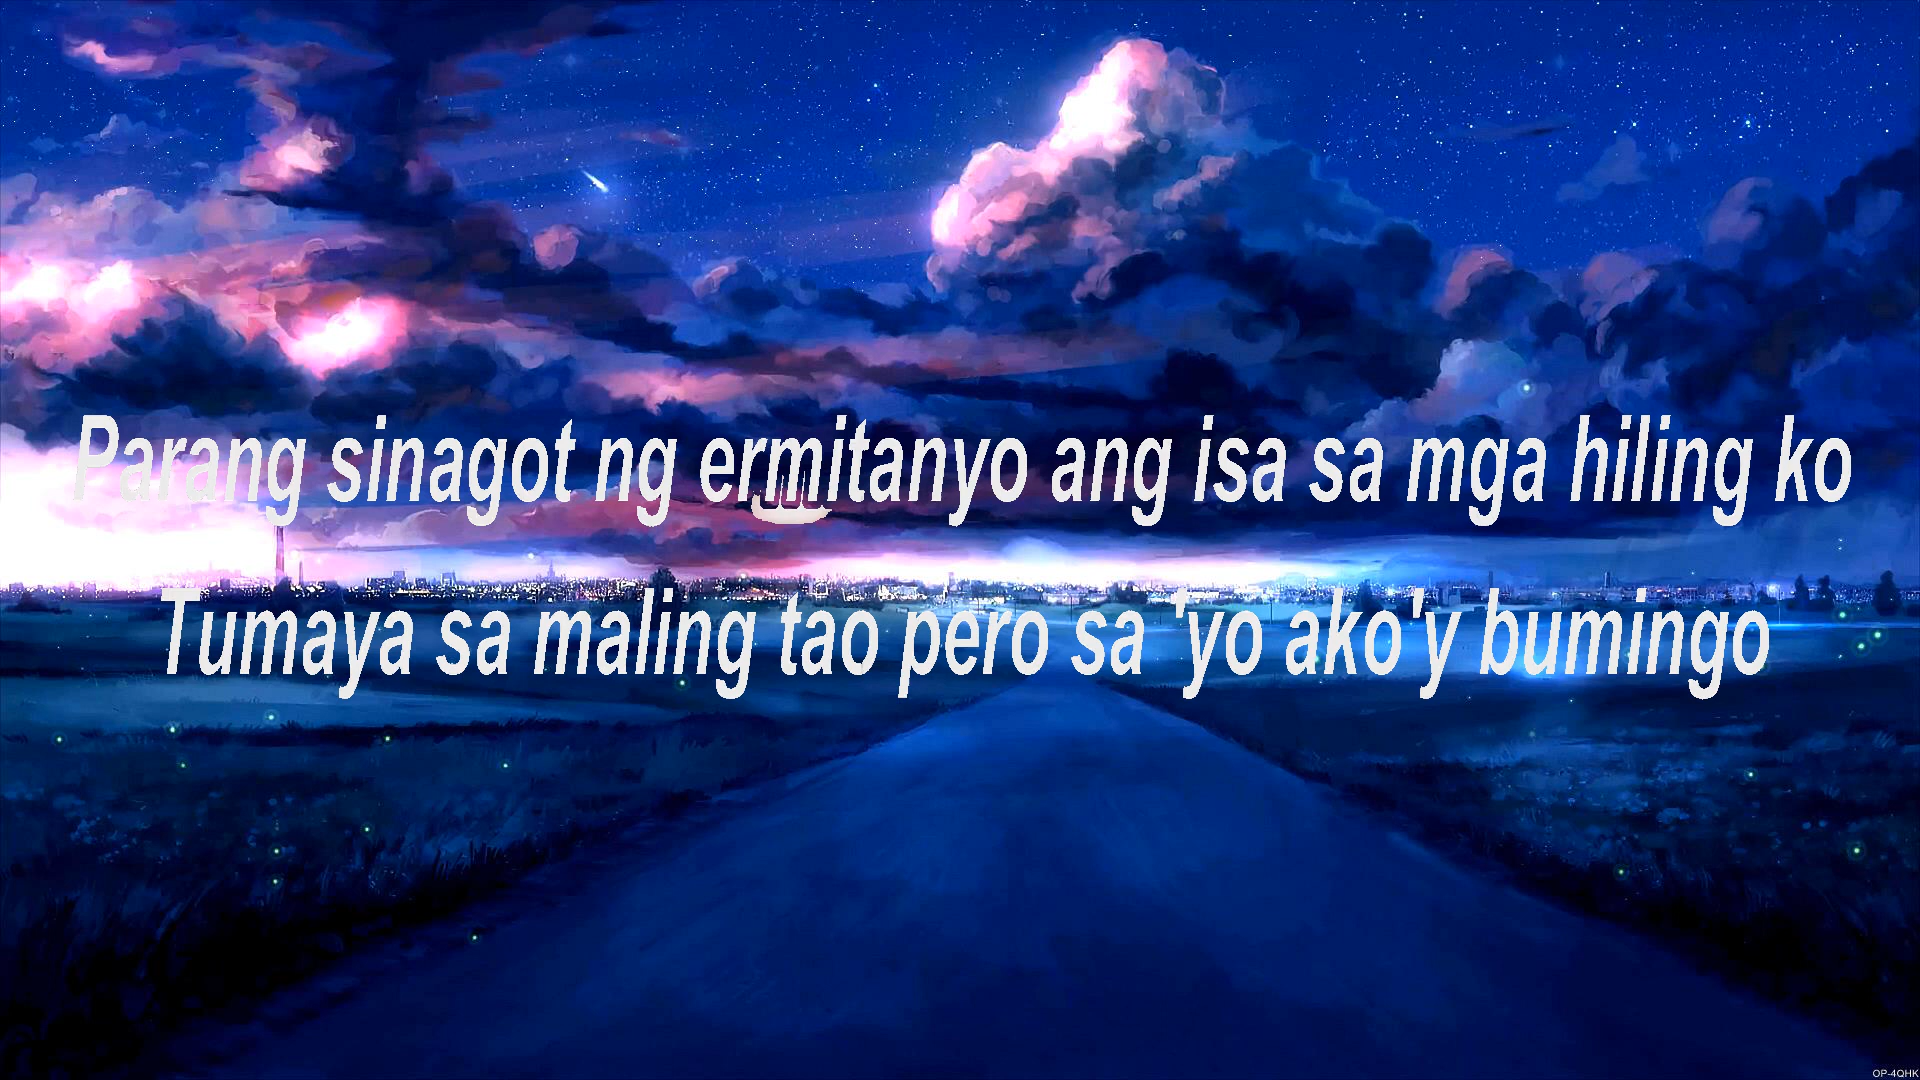 Parang sinagot ng ermitanyo ang isa sa mga hiling ko
Tumaya sa maling tao pero sa 'yo ako'y bumingo
OP-4QHK